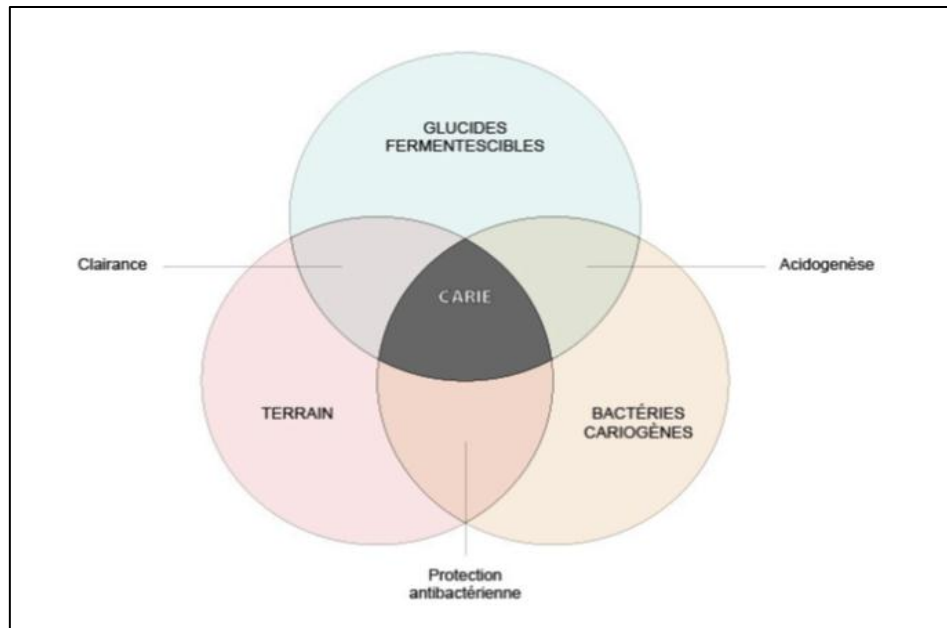 GLUCIDES
FERMENTESCIBLES
Clairance
Acidogenèse
CARIE
TERRAIN
BACTÉRIES
CARIOGÈNES
Protection
antibactérienne